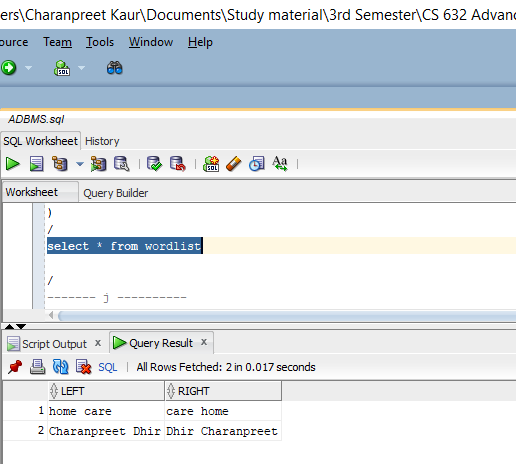 ers\Charanpreet Kaur\Documents\Study material\3rd Semester\CS 632 Advanc
ource Team Tools Window Help
SQL
ADBMS.sql
SQL Worksheet History
Aa
Worksheet Query Builder
)
/
select * from wordlist
/
------- j ----------
Script Output x Query Result x
SQL | All Rows Fetched: 2 in 0.017 seconds
LEFT RIGHT
1 home care care home
2 Charanpreet Dhir Dhir Charanpreet